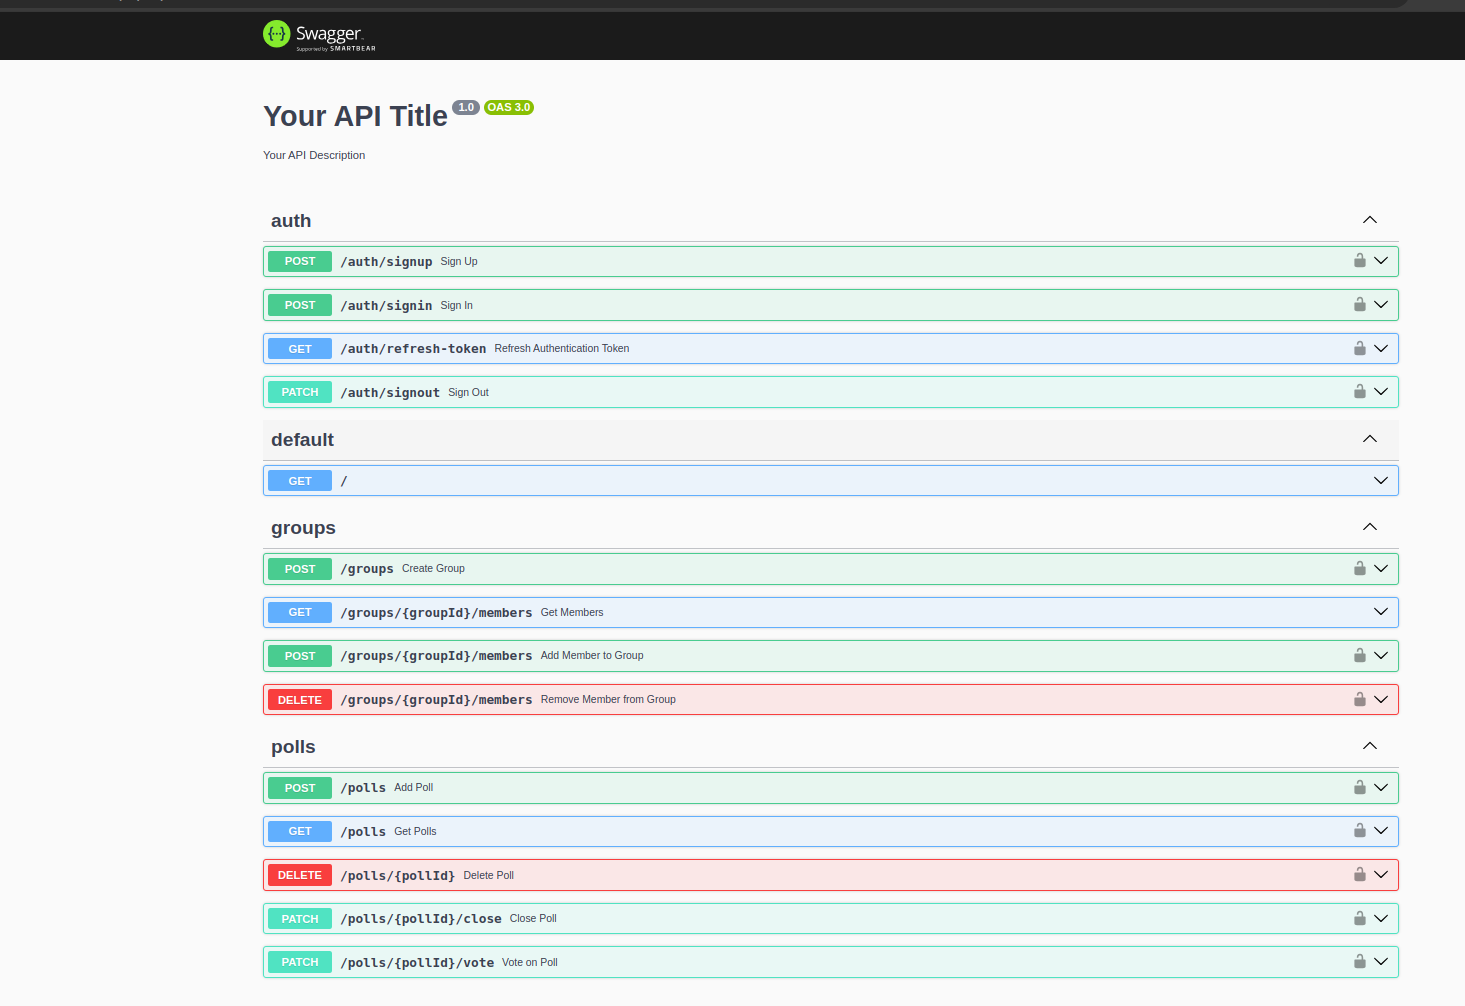 Swagger
Supported by SMARTBEAR
Your API Title 1.0 OAS 3.0
Your API Description
auth
POST /auth/signup Sign Up
POST /auth/signin Sign In
GET /auth/refresh-token Refresh Authentication Token
PATCH /auth/signout Sign Out
default
GET /
groups
POST /groups Create Group
GET /groups/{groupId}/members Get Members
POST /groups/{groupId}/members Add Member to Group
DELETE /groups/{groupId}/members Remove Member from Group
polls
POST /polls Add Poll
GET /polls Get Polls
DELETE /polls/{pollId} Delete Poll
PATCH /polls/{pollId}/close Close Poll
PATCH /polls/{pollId}/vote Vote on Poll